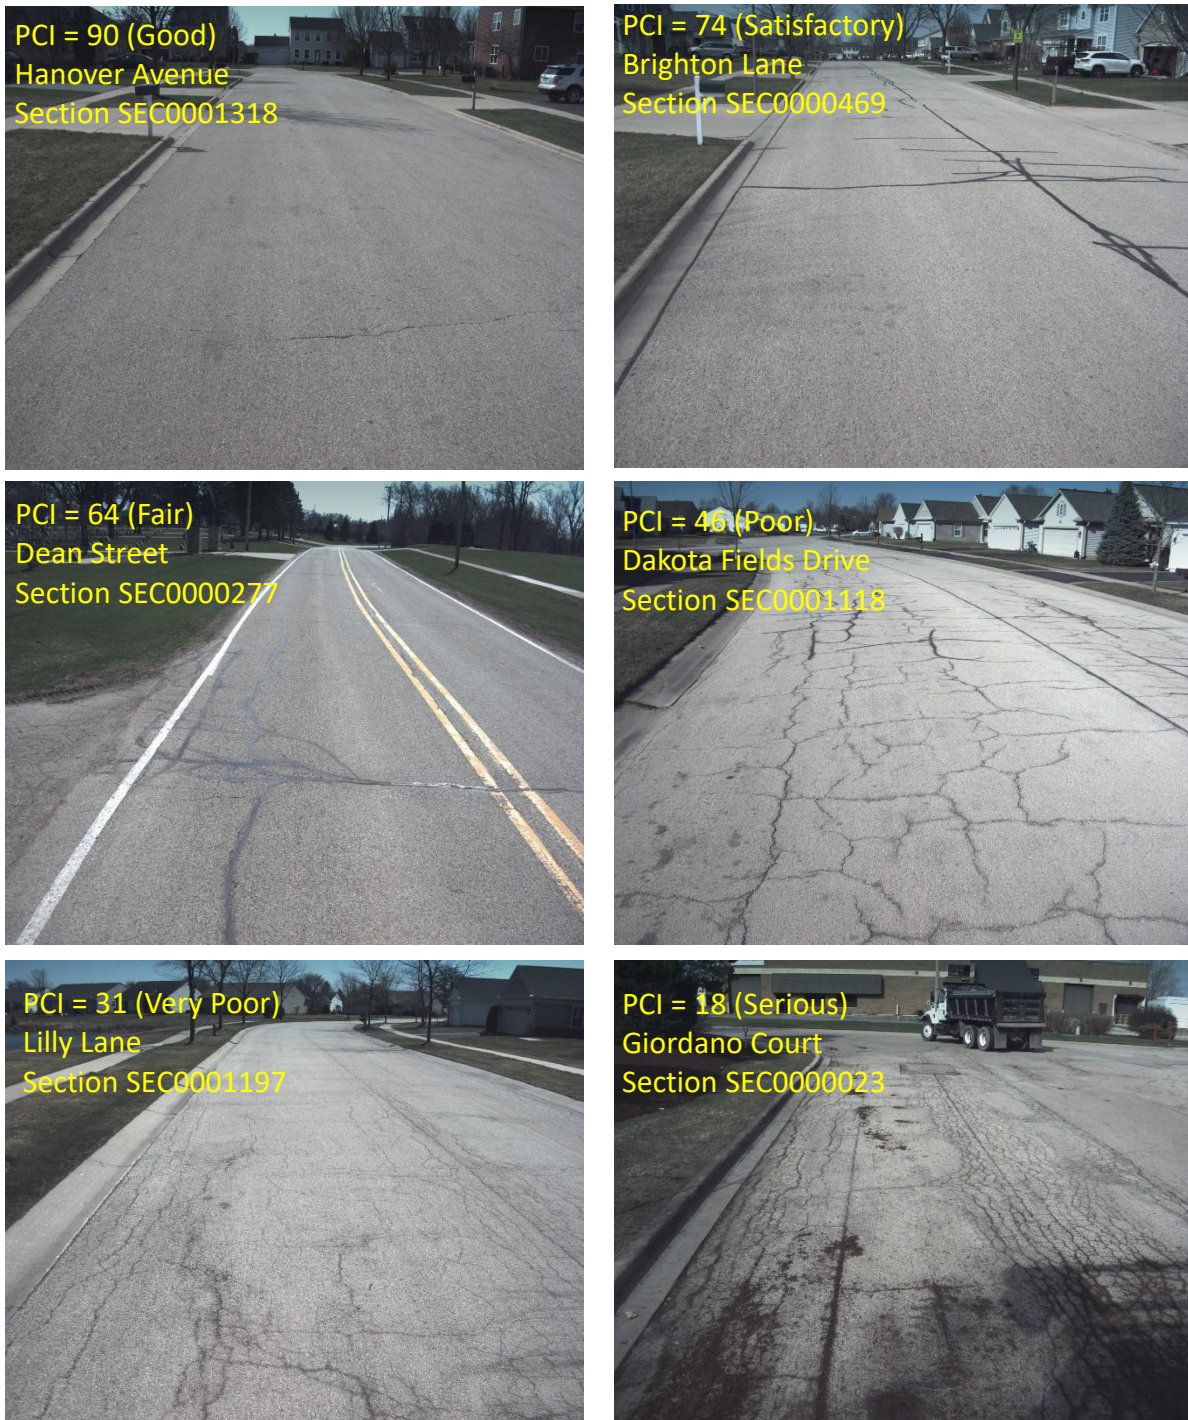 PCI = 90 (Good)
Hanover Avenue
Section SEC0001318
PCI = 74 (Satisfactory)
Brighton Lane
Section SEC0000469
PCI = 64 (Fair)
Dean Street
Section SEC0000277
PCI = 46 (Poor)
Dakota Fields Drive
Section SEC0001118
PCI = 31 (Very Poor)
Lilly Lane
Section SEC0001197
PCI = 18 (Serious)
Giordano Court
Section SEC0000023